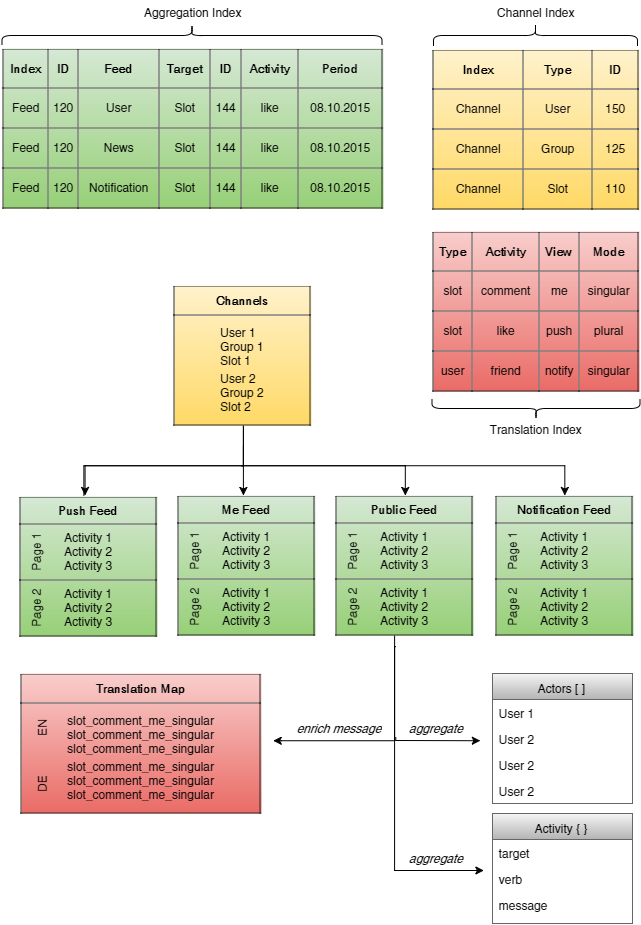 Aggregation Index
Index ID Feed Target ID Activity Period
Feed 120 User Slot 144 like 08.10.2015
Feed 120 News Slot 144 like 08.10.2015
Feed 120 Notification Slot 144 like 08.10.2015
Channel Index
Index Type ID
Channel User 150
Channel Group 125
Channel Slot 110
Type Activity View Mode
slot comment me singular
slot like push plural
user friend notify singular
Translation Index
Channels
User 1
Group 1
Slot 1
User 2
Group 2
Slot 2
Push Feed
Page 1
Activity 1
Activity 2
Activity 3
Page 2
Activity 1
Activity 2
Activity 3
Me Feed
Page 1
Activity 1
Activity 2
Activity 3
Page 2
Activity 1
Activity 2
Activity 3
Public Feed
Page 1
Activity 1
Activity 2
Activity 3
Page 2
Activity 1
Activity 2
Activity 3
Notification Feed
Page 1
Activity 1
Activity 2
Activity 3
Page 2
Activity 1
Activity 2
Activity 3
Translation Map
EN
slot_comment_me_singular
slot_comment_me_singular
slot_comment_me_singular
DE
slot_comment_me_singular
slot_comment_me_singular
slot_comment_me_singular
enrich message
aggregate
Actors [ ]
User 1
User 2
User 2
User 2
aggregate
Activity { }
target
verb
message